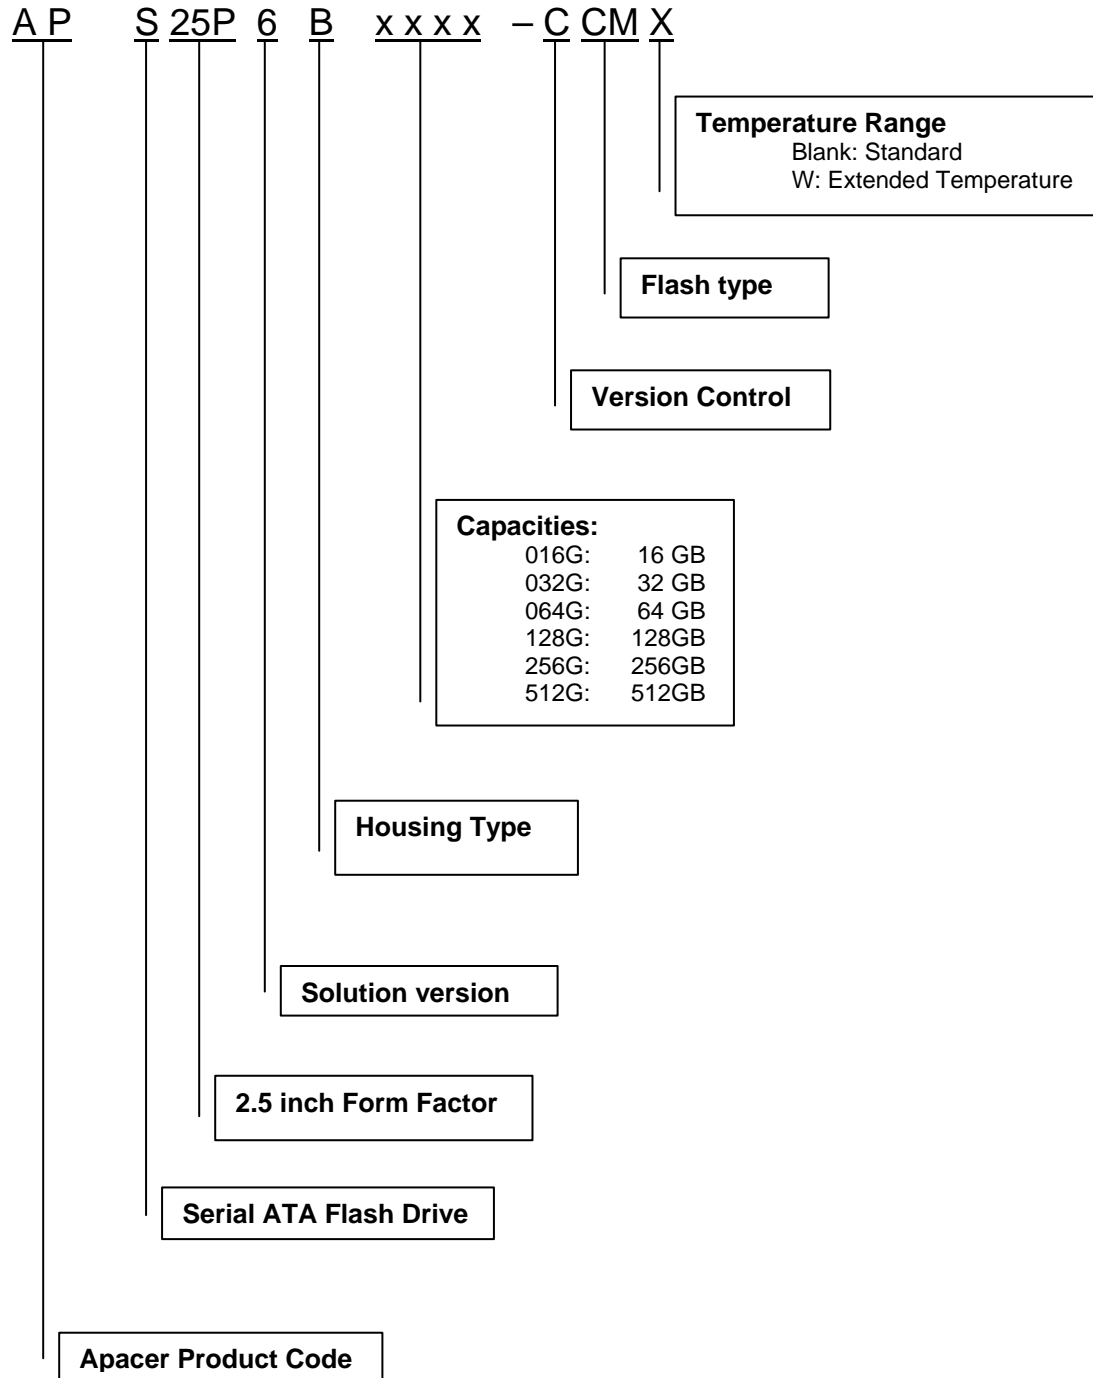 A P S 25P 6 B x x x x – C CM X
Temperature Range
Blank: Standard
W: Extended Temperature
Flash type
Version Control
Capacities:
016G: 16 GB
032G: 32 GB
064G: 64 GB
128G: 128GB
256G: 256GB
512G: 512GB
Housing Type
Solution version
2.5 inch Form Factor
Serial ATA Flash Drive
Apacer Product Code